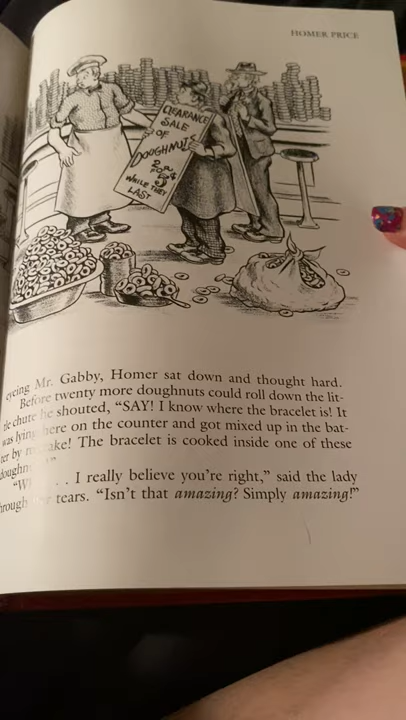 HOMER PRICE
CLEARANCE
SALE
OF
DOUGHNUTS
2 FOR 5¢
WHILE THEY
LAST
eyeing Mr. Gabby, Homer sat down and thought hard.
Before twenty more doughnuts could roll down the lit-
tle chute he shouted, “SAY! I know where the bracelet is! It
was lying here on the counter and got mixed up in the bat-
ter by mistake! The bracelet is cooked inside one of these
. . I really believe you're right,” said the lady
through tears. “Isn't that amazing? Simply amazing!”